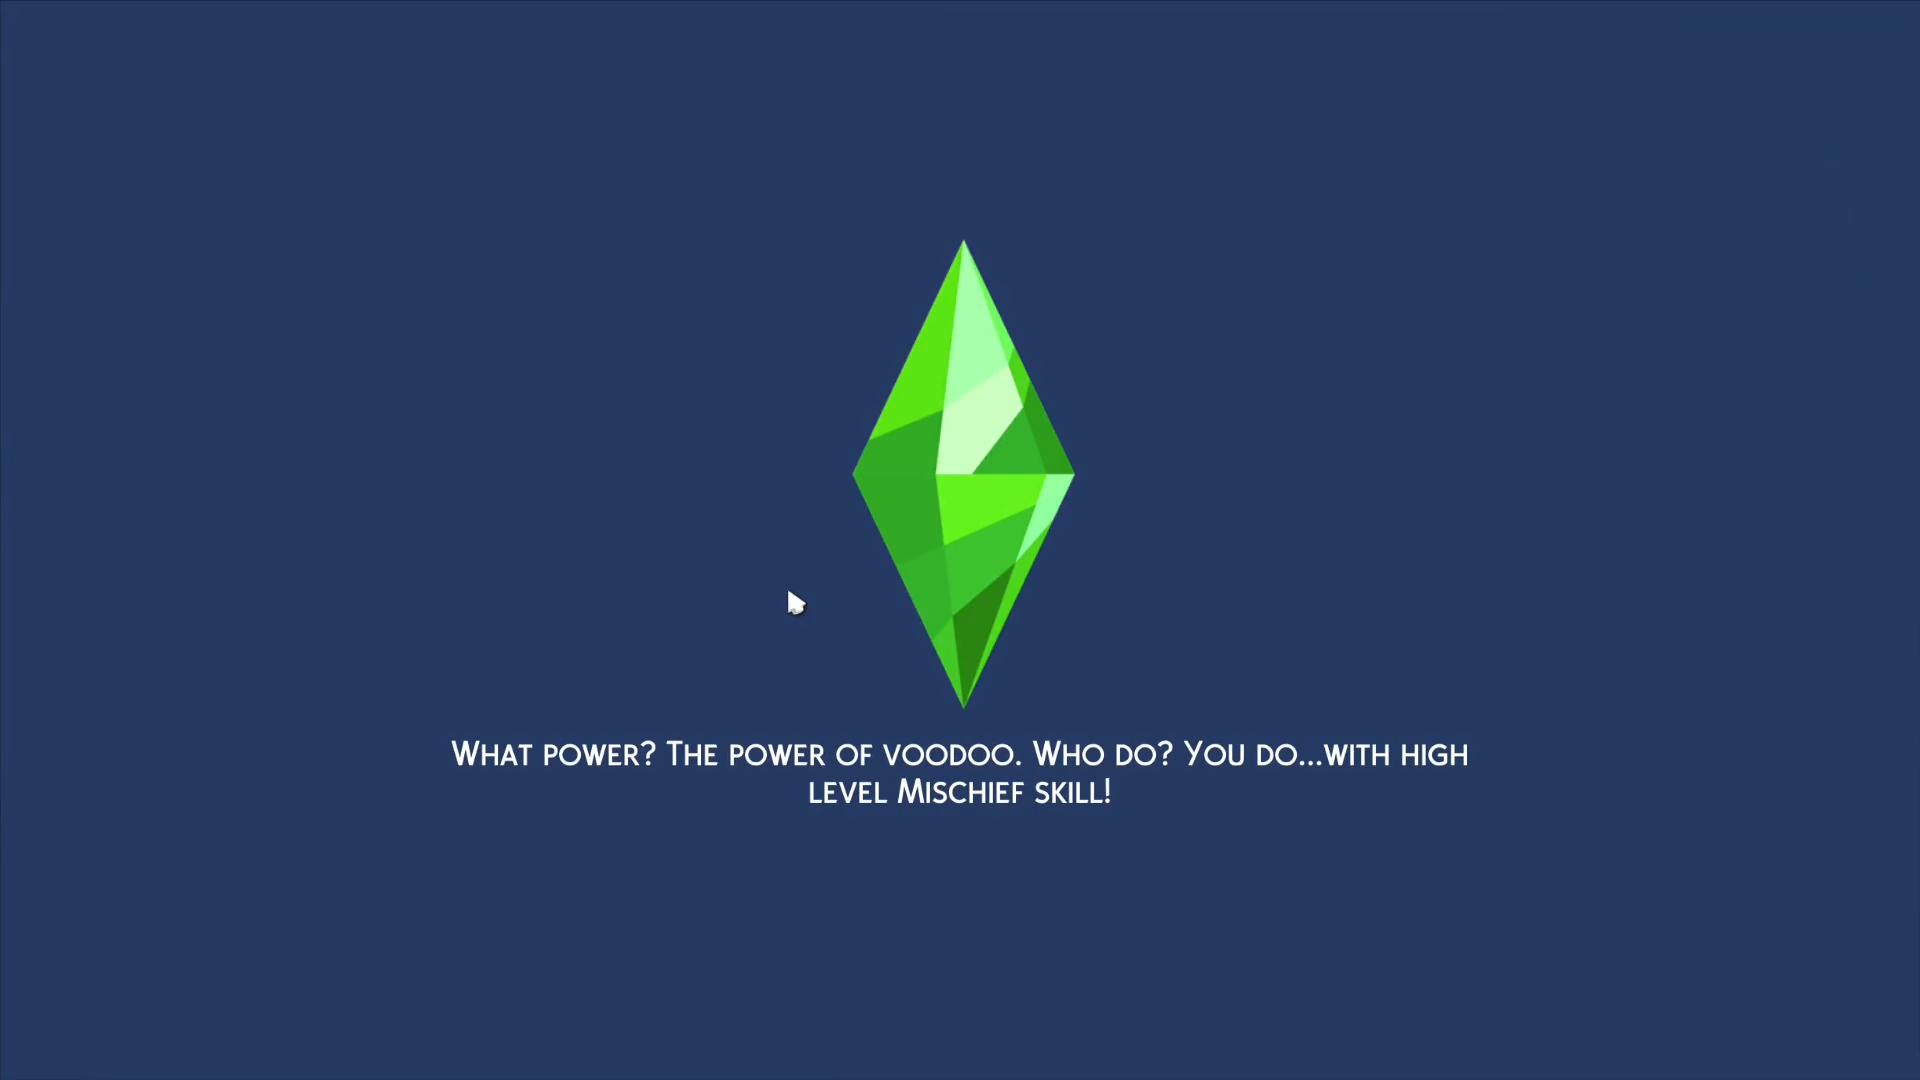 What power? The power of voodoo. Who do? You do...with high
level Mischief skill!